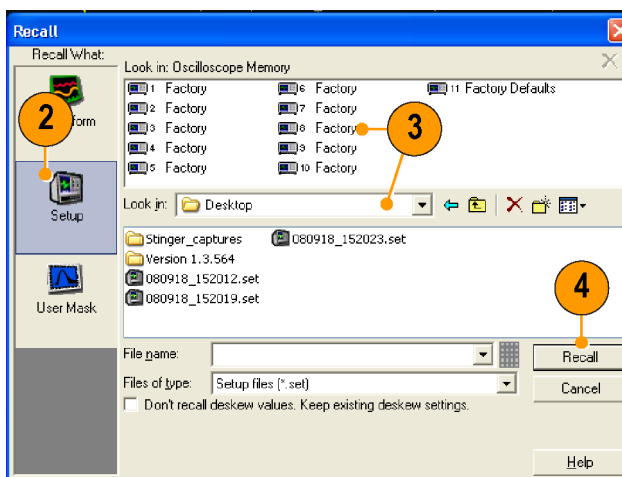 Recall
Recall What:
Look in: Oscilloscope Memory
1 Factory
6 Factory
11 Factory Defaults
2 Factory
7 Factory
3 Factory
8 Factory
4 Factory
9 Factory
5 Factory
10 Factory
2
form
3
Setup
Look in: Desktop
Stinger_captures
080918_152023.set
Version 1.3.564
080918_152012.set
080918_152019.set
User Mask
4
File name:
Recall
Files of type: Setup files (*.set)
Cancel
Don't recall deskew values. Keep existing deskew settings.
Help